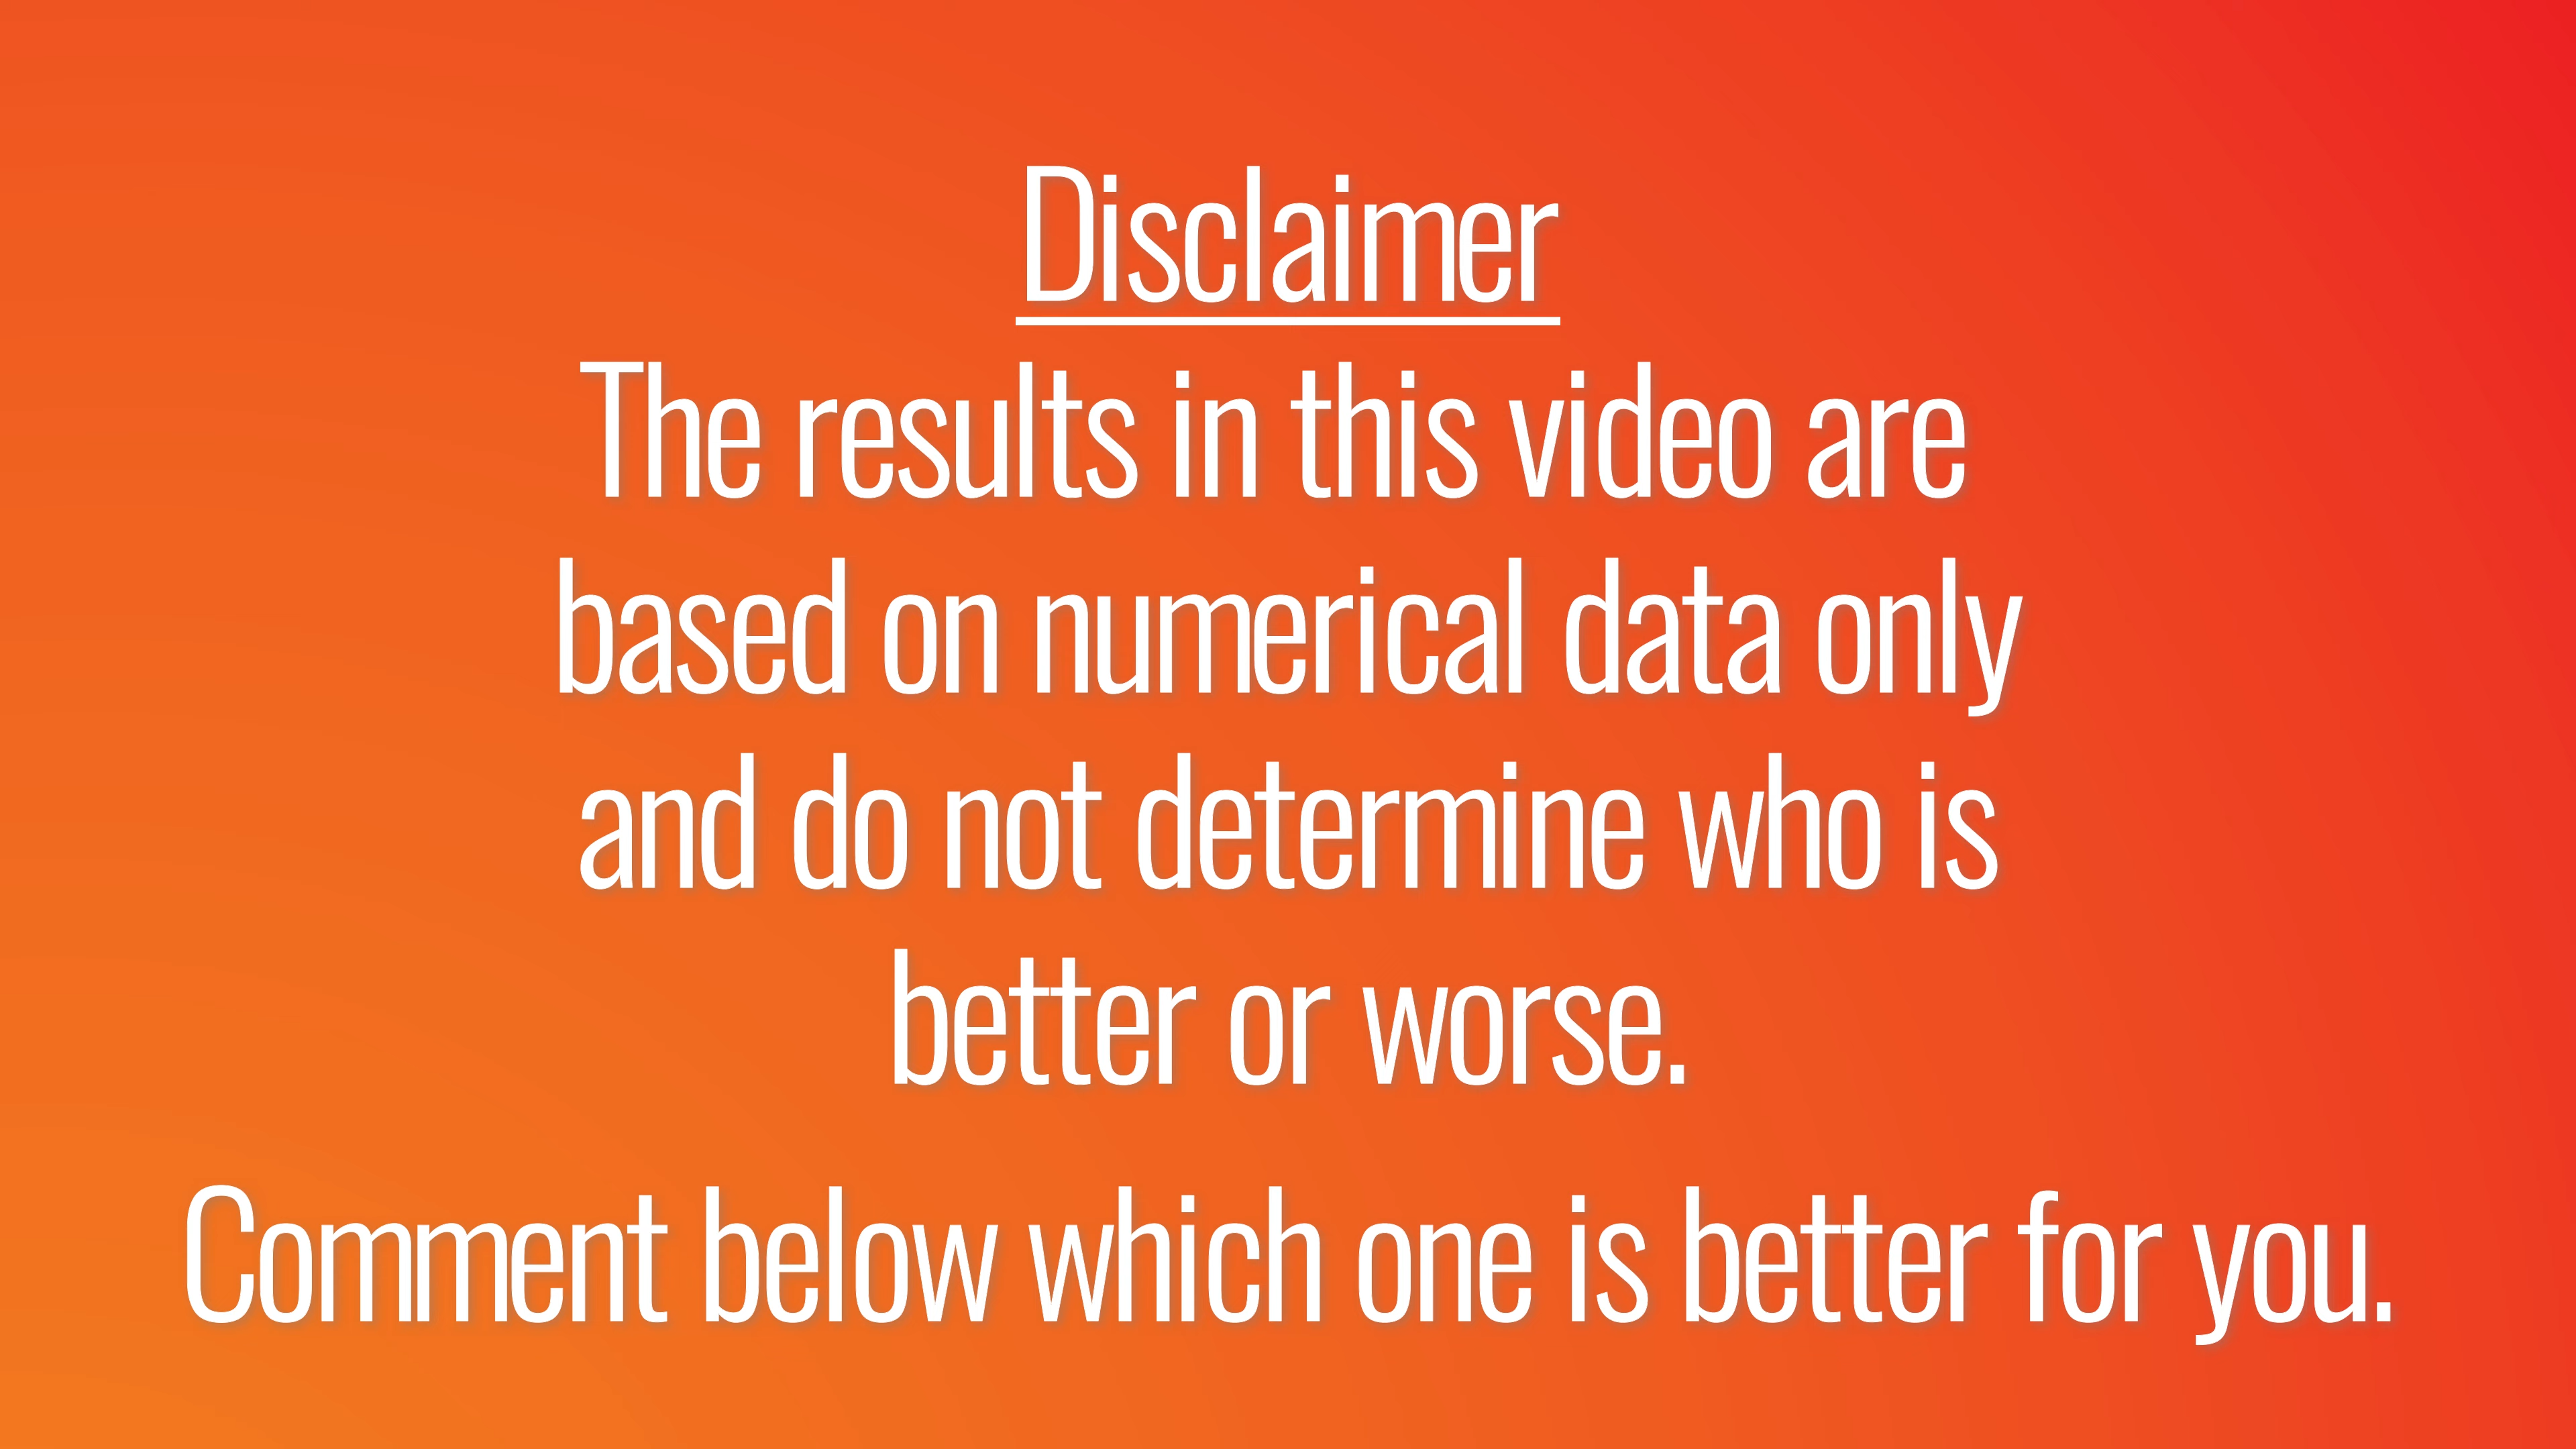 Disclaimer
The results in this video are
based on numerical data only
and do not determine who is
better or worse.
Comment below which one is better for you.